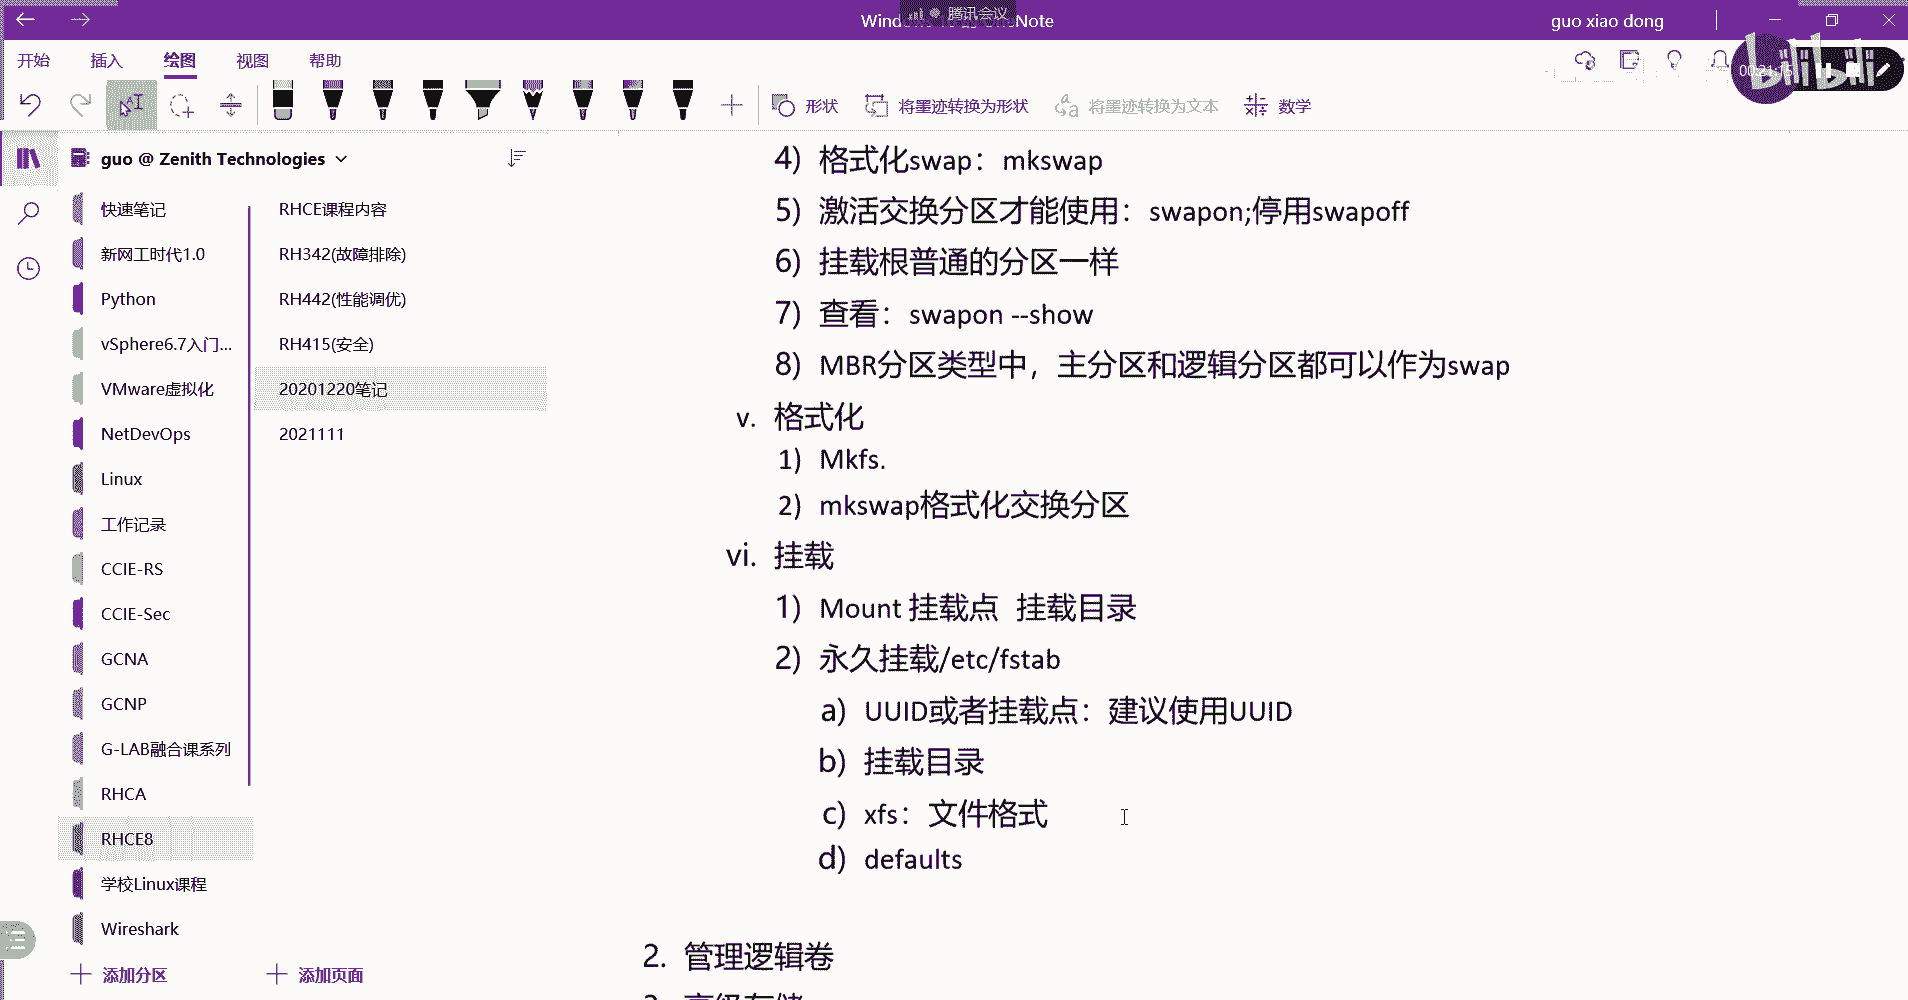 腾讯会议
guo xiao dong
bilibili
开始 插入 绘图 视图 帮助
形状 将墨迹转换为形状 将墨迹转换为文本 数学
guo @ Zenith Technologies
快速笔记
新网工时代1.0
Python
vSphere6.7入门...
VMware虚拟化
NetDevOps
Linux
工作记录
CCIE-RS
CCIE-Sec
GCNA
GCNP
G-LAB融合课系列
RHCA
RHCE8
学校Linux课程
Wireshark
添加分区
RHCE课程内容
RH342(故障排除)
RH442(性能调优)
RH415(安全)
20201220笔记
2021111
添加页面
4) 格式化swap：mkswap
5) 激活交换分区才能使用：swapon;停用swapoff
6) 挂载根普通的分区一样
7) 查看：swapon --show
8) MBR分区类型中，主分区和逻辑分区都可以作为swap
v. 格式化
1) Mkfs.
2) mkswap格式化交换分区
vi. 挂载
1) Mount 挂载点 挂载目录
2) 永久挂载/etc/fstab
a) UUID或者挂载点：建议使用UUID
b) 挂载目录
c) xfs：文件格式
d) defaults
2. 管理逻辑卷